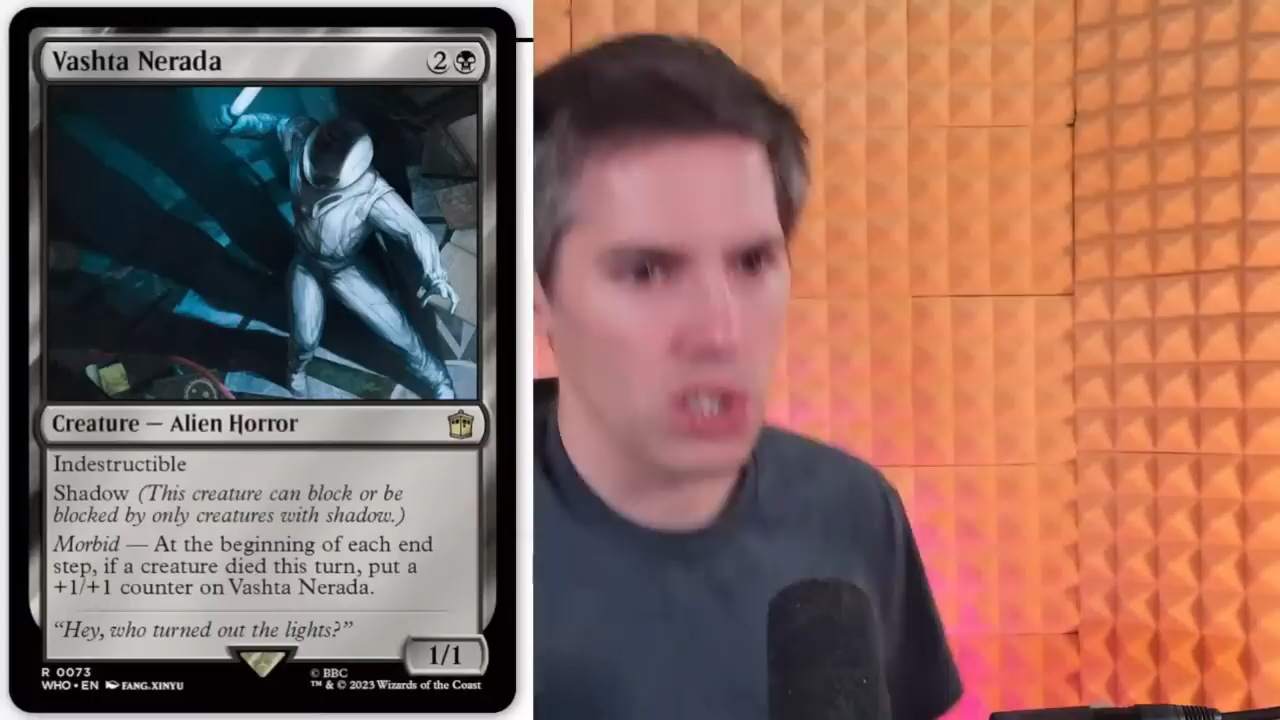 Vashta Nerada 2
Creature — Alien Horror
Indestructible
Shadow (This creature can block or be
blocked by only creatures with shadow.)
Morbid — At the beginning of each end
step, if a creature died this turn, put a
+1/+1 counter on Vashta Nerada.
"Hey, who turned out the lights?"
1/1
R 0073
WHO • EN FANG.XINYU
© BBC
™ & © 2023 Wizards of the Coast